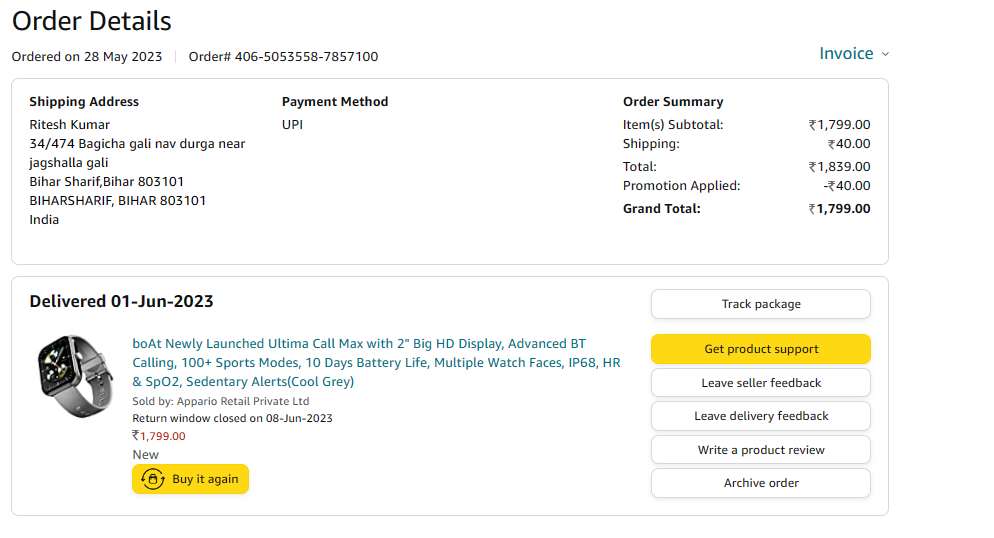 Order Details
Ordered on 28 May 2023
Order# 406-5053558-7857100
Invoice
Shipping Address
Ritesh Kumar
34/474 Bagicha gali nav durga near
jagshalla gali
Bihar Sharif,Bihar 803101
BIHARSHARIF, BIHAR 803101
India
Payment Method
UPI
Order Summary
Item(s) Subtotal: ₹1,799.00
Shipping: ₹40.00
Total: ₹1,839.00
Promotion Applied: -₹40.00
Grand Total: ₹1,799.00
Delivered 01-Jun-2023
boAt Newly Launched Ultima Call Max with 2" Big HD Display, Advanced BT
Calling, 100+ Sports Modes, 10 Days Battery Life, Multiple Watch Faces, IP68, HR
& SpO2, Sedentary Alerts(Cool Grey)
Sold by: Appario Retail Private Ltd
Return window closed on 08-Jun-2023
₹1,799.00
New
Buy it again
Track package
Get product support
Leave seller feedback
Leave delivery feedback
Write a product review
Archive order